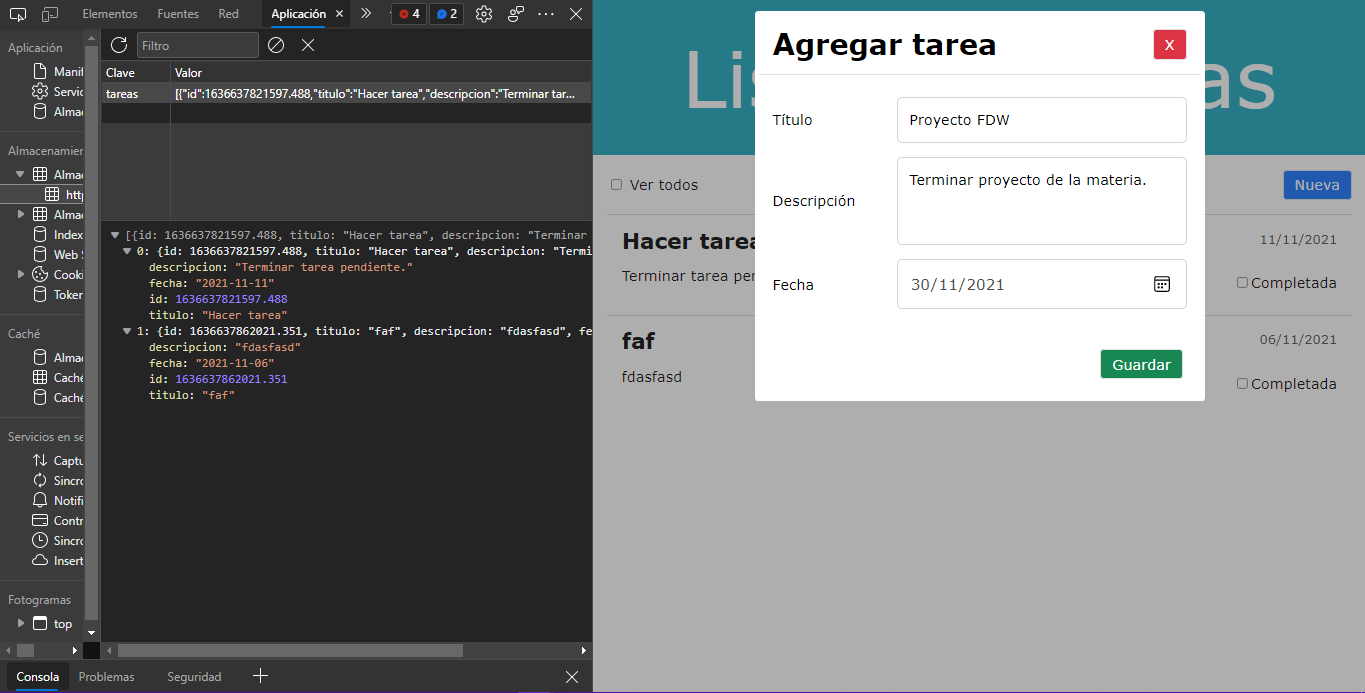 Elementos Fuentes Red Aplicación × 4 2
Aplicación
Manif
Servic
Almac
Almacenamien
Almac
http
Almac
Index
Web S
Cooki
Token
Caché
Almac
Caché
Caché
Servicios en se
Captu
Sincro
Notifi
Contr
Sincro
Insert
Fotogramas
top
Filtro
Clave Valor
tareas [{"id":1636637821597.488,"titulo":"Hacer tarea","descripcion":"Terminar tar...
[{id: 1636637821597.488, titulo: "Hacer tarea", descripcion: "Terminar
0: {id: 1636637821597.488, titulo: "Hacer tarea", descripcion: "Termi
descripcion: "Terminar tarea pendiente."
fecha: "2021-11-11"
id: 1636637821597.488
titulo: "Hacer tarea"
1: {id: 1636637862021.351, titulo: "faf", descripcion: "fdasfasd", fe
descripcion: "fdasfasd"
fecha: "2021-11-06"
id: 1636637862021.351
titulo: "faf"
Consola Problemas Seguridad
Lis as
Ver todos Nueva
Hacer tarea 11/11/2021
Terminar tarea pen Completada
faf 06/11/2021
fdasfasd Completada
Agregar tarea X
Título Proyecto FDW
Descripción Terminar proyecto de la materia.
Fecha 30/11/2021
Guardar